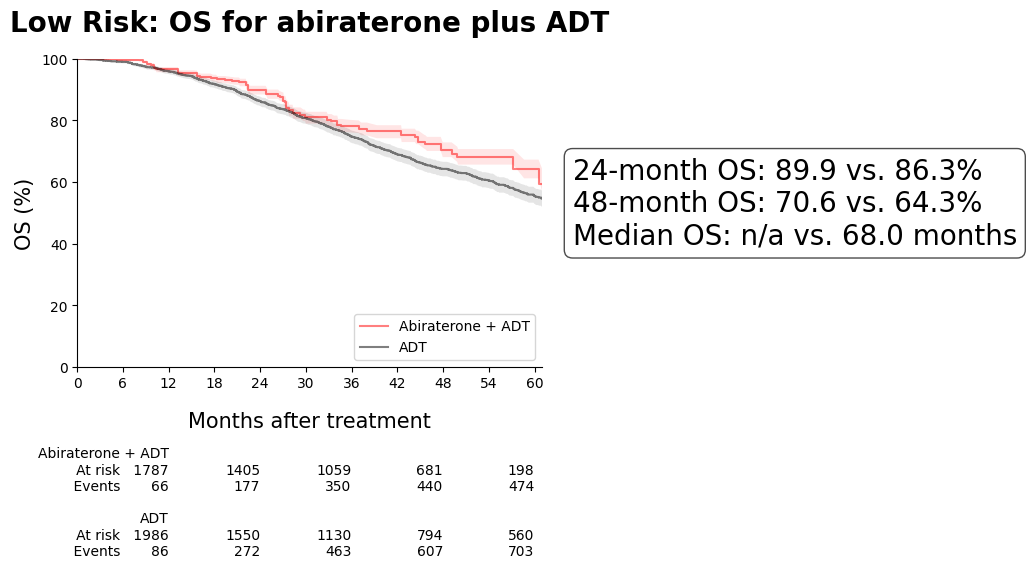 Low Risk: OS for abiraterone plus ADT
100
80
60
40
20
0
OS (%)
24-month OS: 89.9 vs. 86.3%
48-month OS: 70.6 vs. 64.3%
Median OS: n/a vs. 68.0 months
Abiraterone + ADT
ADT
0 6 12 18 24 30 36 42 48 54 60
Months after treatment
Abiraterone + ADT
At risk 1787 1405 1059 681 198
Events 66 177 350 440 474
ADT
At risk 1986 1550 1130 794 560
Events 86 272 463 607 703